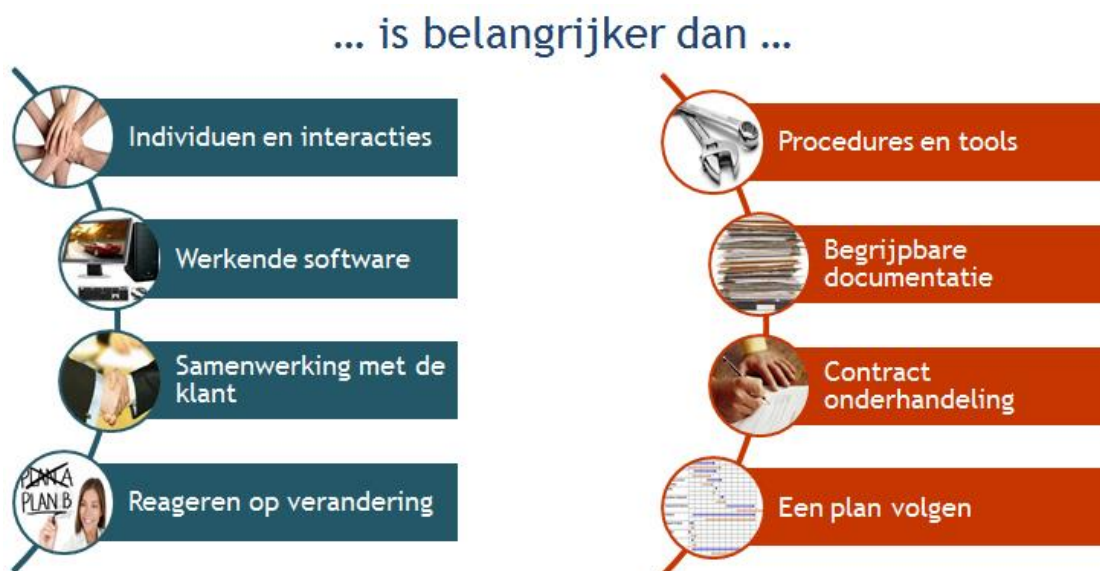 ... is belangrijker dan ...
Individuen en interacties
Procedures en tools
Werkende software
Begrijpbare
documentatie
Samenwerking met de
klant
Contract
onderhandeling
PLAN A
PLAN B
Reageren op verandering
Een plan volgen